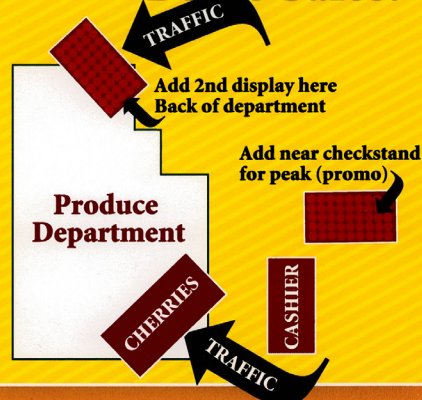 TRAFFIC
Add 2nd display here
Back of department
Add near checkstand
for peak (promo)
Produce
Department
CHERRIES
CASHIER
TRAFFIC